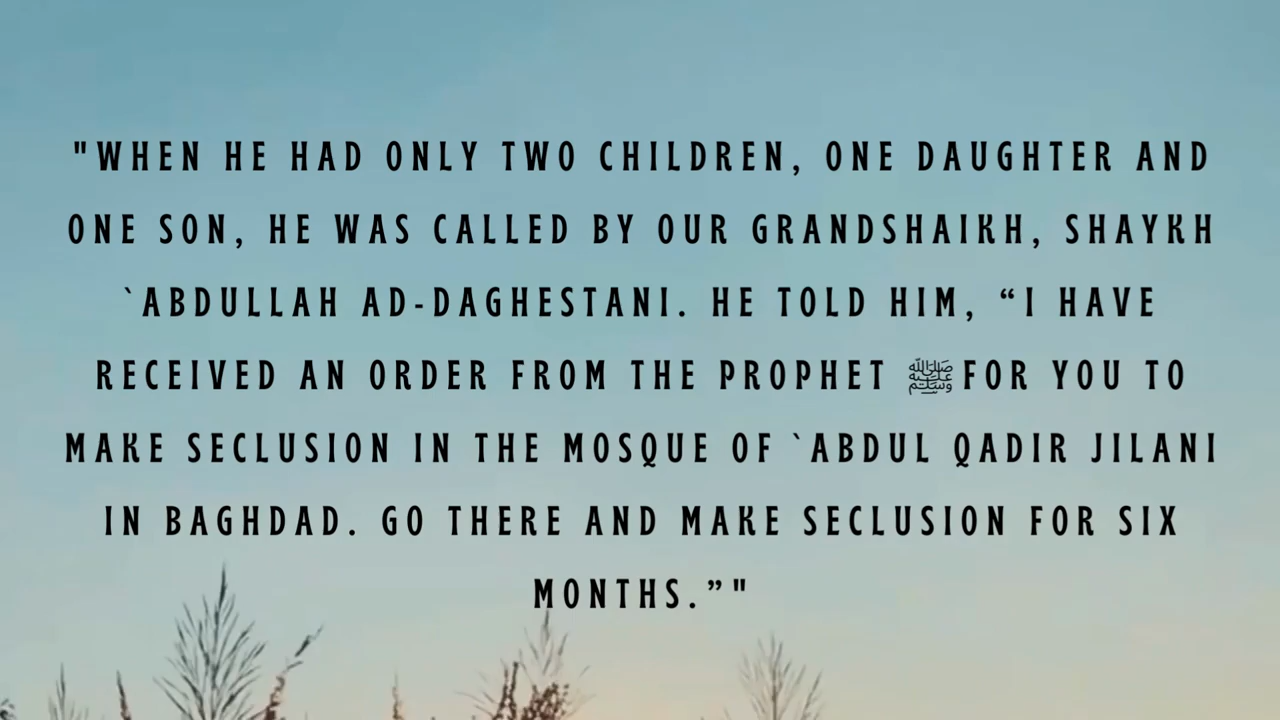 "WHEN HE HAD ONLY TWO CHILDREN, ONE DAUGHTER AND
ONE SON, HE WAS CALLED BY OUR GRANDSHAIKH, SHAYKH
`ABDULLAH AD-DAGHESTANI. HE TOLD HIM, “I HAVE
RECEIVED AN ORDER FROM THE PROPHET ﷺ FOR YOU TO
MAKE SECLUSION IN THE MOSQUE OF `ABDUL QADIR JILANI
IN BAGHDAD. GO THERE AND MAKE SECLUSION FOR SIX
MONTHS.”"